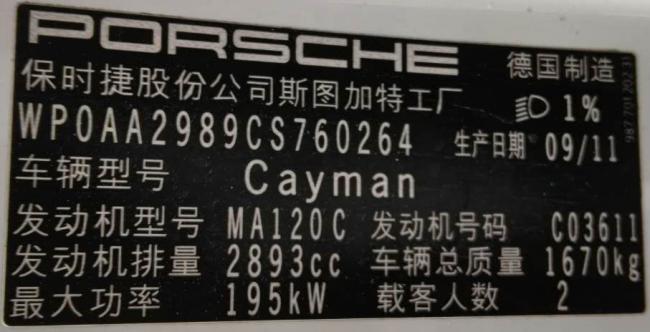 PORSCHE 德国制造
保时捷股份公司斯图加特工厂 1%
WP0AA2989CS760264 生产日期 09/11
车辆型号 Cayman
发动机型号 MA120C 发动机号码 C03611
发动机排量 2893cc 车辆总质量 1670kg
最大功率 195kW 载客人数 2